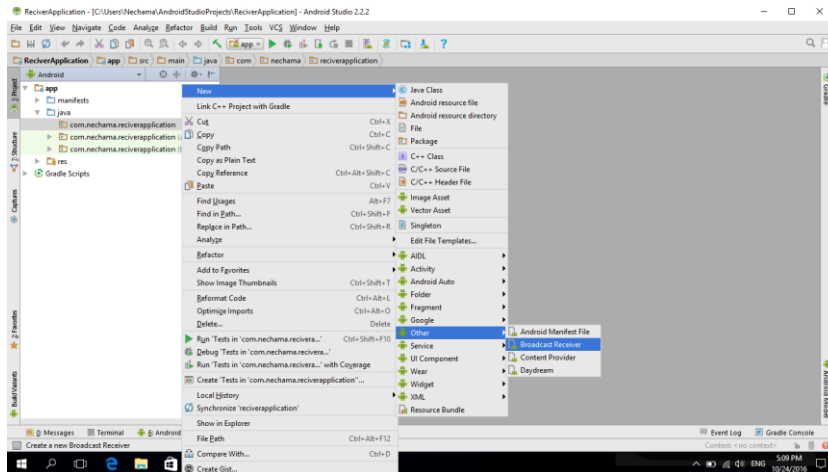 ReciverApplication - [C:\Users\Nechama\AndroidStudioProjects\ReciverApplication] - Android Studio 2.2.2
File Edit View Navigate Code Analyze Refactor Build Run Tools VCS Window Help
app
ReciverApplication app src main java com nechama reciverapplication
Android
1: Project
Z: Structure
Captures
2: Favorites
Build Variants
Gradle
Android Model
app
manifests
java
com.nechama.reciverapplication
com.nechama.reciverapplication
com.nechama.reciverapplication
res
Gradle Scripts
New
Link C++ Project with Gradle
Cut Ctrl+X
Copy Ctrl+C
Copy Path Ctrl+Shift+C
Copy as Plain Text
Copy Reference Ctrl+Alt+Shift+C
Paste Ctrl+V
Find Usages Alt+F7
Find in Path... Ctrl+Shift+F
Replace in Path... Ctrl+Shift+R
Analyze
Refactor
Add to Favorites
Show Image Thumbnails Ctrl+Shift+T
Reformat Code Ctrl+Alt+L
Optimize Imports Ctrl+Alt+O
Delete... Delete
Run 'Tests in 'com.nechama.recivera...' Ctrl+Shift+F10
Debug 'Tests in 'com.nechama.recivera...'
Run 'Tests in 'com.nechama.recivera...' with Coverage
Create 'Tests in 'com.nechama.reciverapplication''...
Local History
Synchronize 'reciverapplication'
Show in Explorer
File Path Ctrl+Alt+F12
Compare With... Ctrl+D
Create Gist...
Java Class
Android resource file
Android resource directory
File
Package
C++ Class
C/C++ Source File
C/C++ Header File
Image Asset
Vector Asset
Singleton
Edit File Templates...
AIDL
Activity
Android Auto
Folder
Fragment
Google
Other
Service
UI Component
Wear
Widget
XML
Resource Bundle
Android Manifest File
Broadcast Receiver
Content Provider
Daydream
0: Messages Terminal 6: Android Event Log Gradle Console
Create a new Broadcast Receiver Context: <no context>
ENG 5:09 PM
10/24/2016